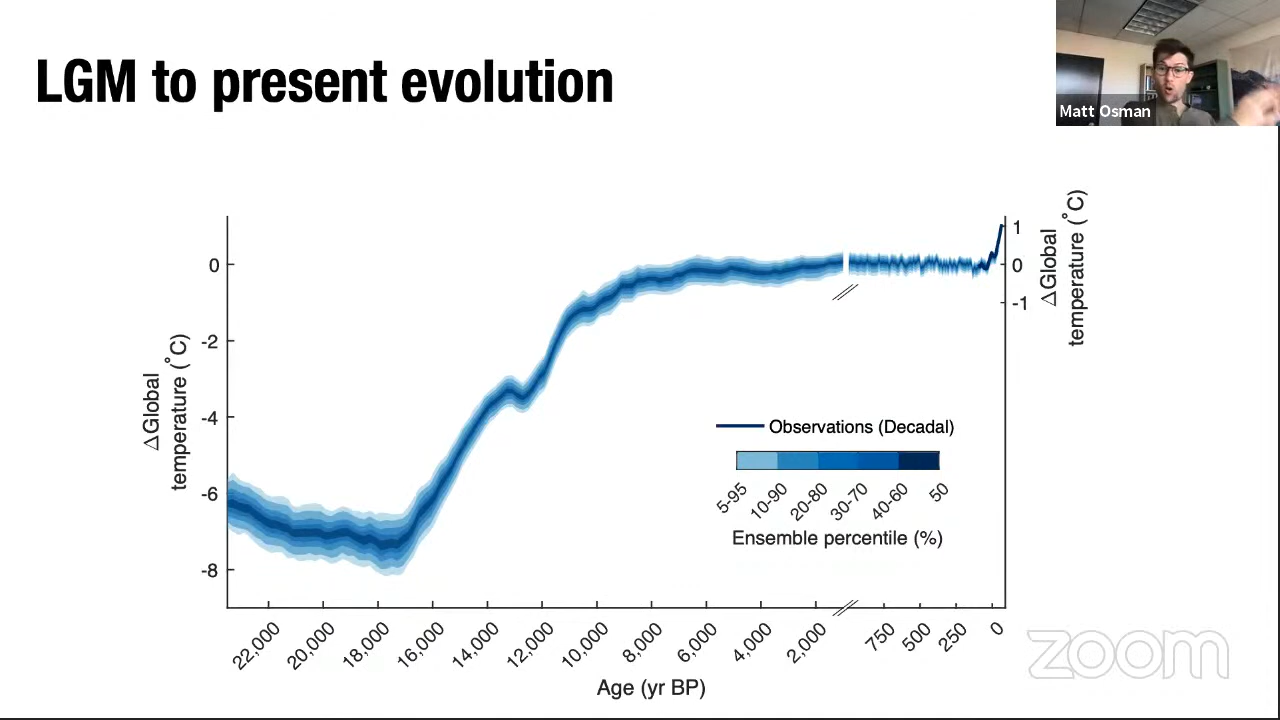 LGM to present evolution
Matt Osman
ΔGlobal
temperature (˚C)
0
-2
-4
-6
-8
1
0
-1
ΔGlobal
temperature (˚C)
Observations (Decadal)
5-95
10-90
20-80
30-70
40-60
50
Ensemble percentile (%)
22,000
20,000
18,000
16,000
14,000
12,000
10,000
8,000
6,000
4,000
2,000
750
500
250
0
Age (yr BP)
zoom